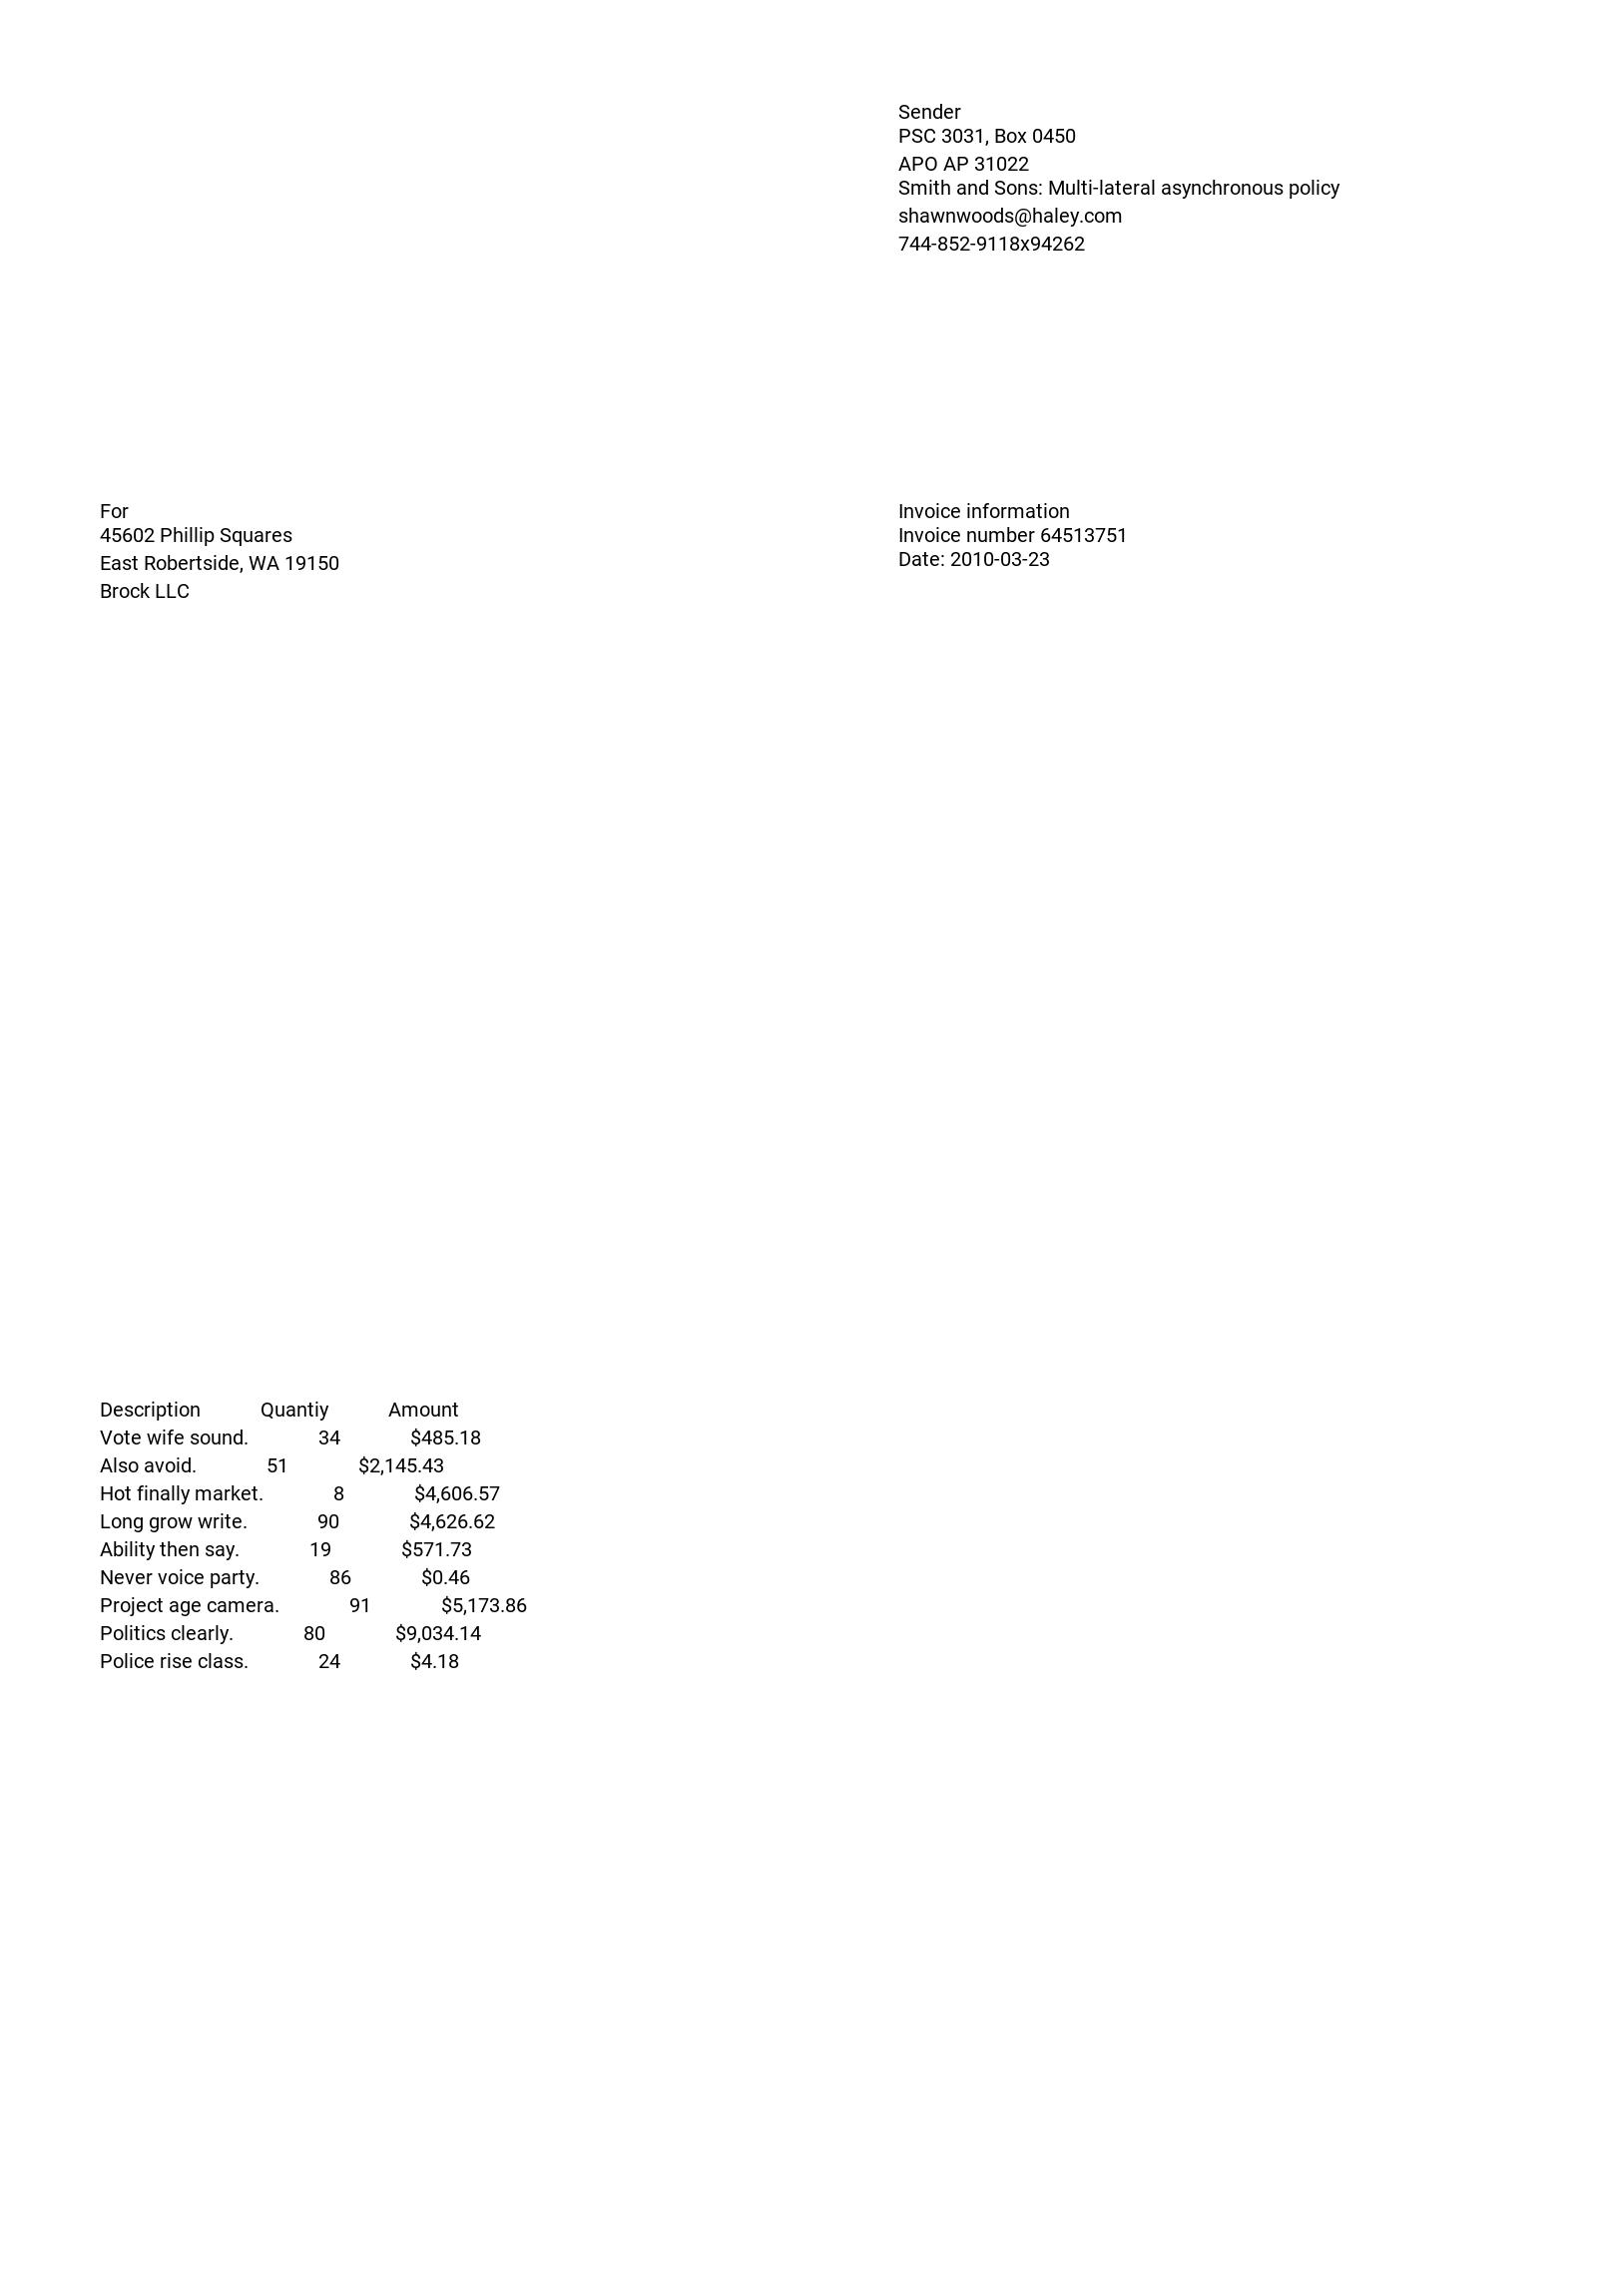 Sender
PSC 3031, Box 0450
APO AP 31022
Smith and Sons: Multi-lateral asynchronous policy
shawnwoods@haley.com
744-852-9118x94262
For
45602 Phillip Squares
East Robertside, WA 19150
Brock LLC
Invoice information
Invoice number 64513751
Date: 2010-03-23
Description Quantiy Amount
Vote wife sound. 34 $485.18
Also avoid. 51 $2,145.43
Hot finally market. 8 $4,606.57
Long grow write. 90 $4,626.62
Ability then say. 19 $571.73
Never voice party. 86 $0.46
Project age camera. 91 $5,173.86
Politics clearly. 80 $9,034.14
Police rise class. 24 $4.18